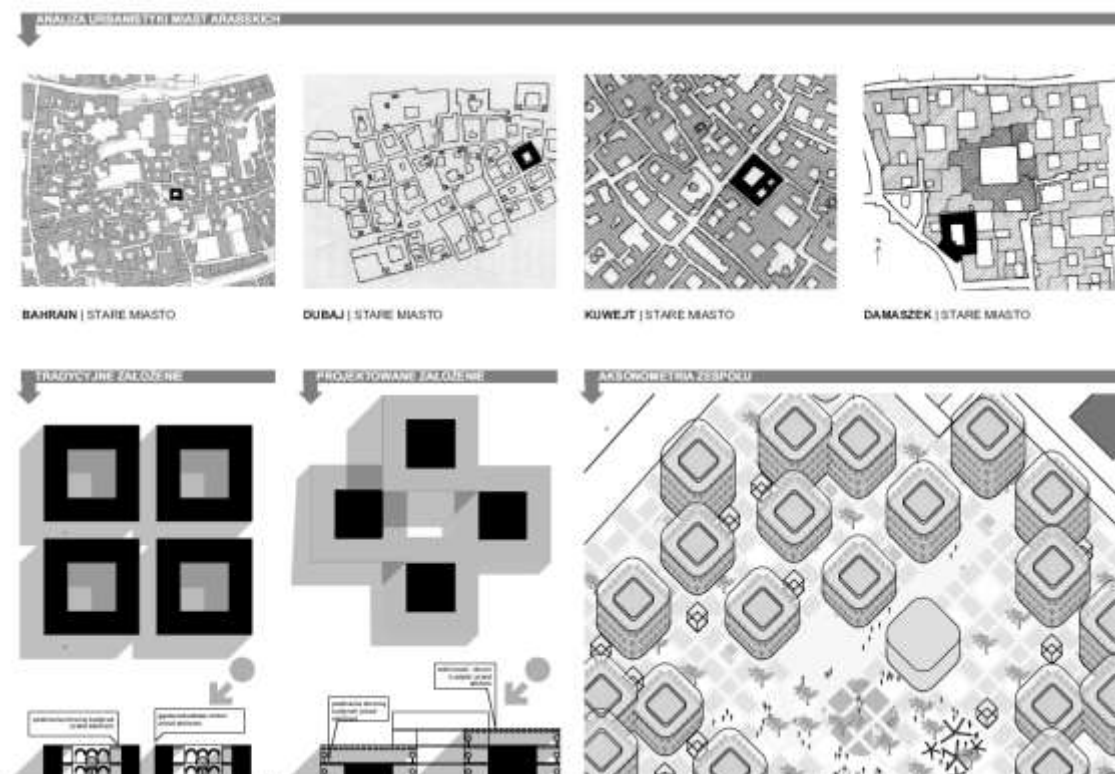 ANALIZA URBANISTYKI MIAST ARABSKICH
BAHRAIN | STARE MIASTO
DUBAJ | STARE MIASTO
KUWEJT | STARE MIASTO
DAMASZEK | STARE MIASTO
TRADYCYJNE ZAŁOŻENIE
PROJEKTOWANE ZAŁOŻENIE
AKSONOMETRIA ZESPOŁU